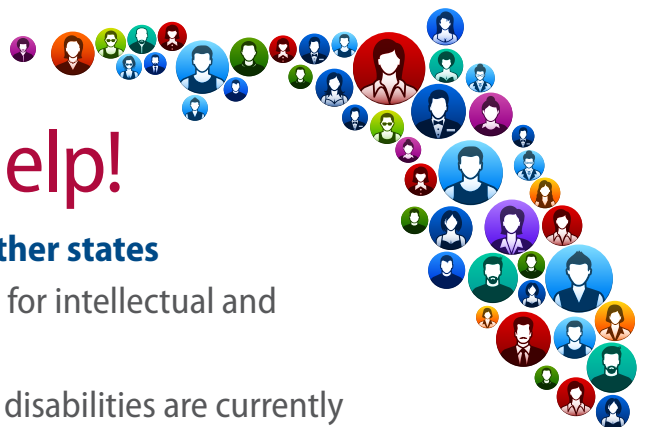 elp!
ther states
for intellectual and
disabilities are currently